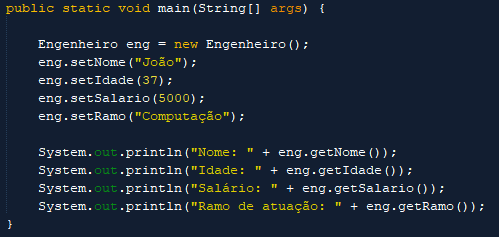 public static void main(String[] args) {
Engenheiro eng = new Engenheiro();
eng.setNome("João");
eng.setIdade(37);
eng.setSalario(5000);
eng.setRamo("Computação");
System.out.println("Nome: " + eng.getNome());
System.out.println("Idade: " + eng.getIdade());
System.out.println("Salário: " + eng.getSalario());
System.out.println("Ramo de atuação: " + eng.getRamo());
}